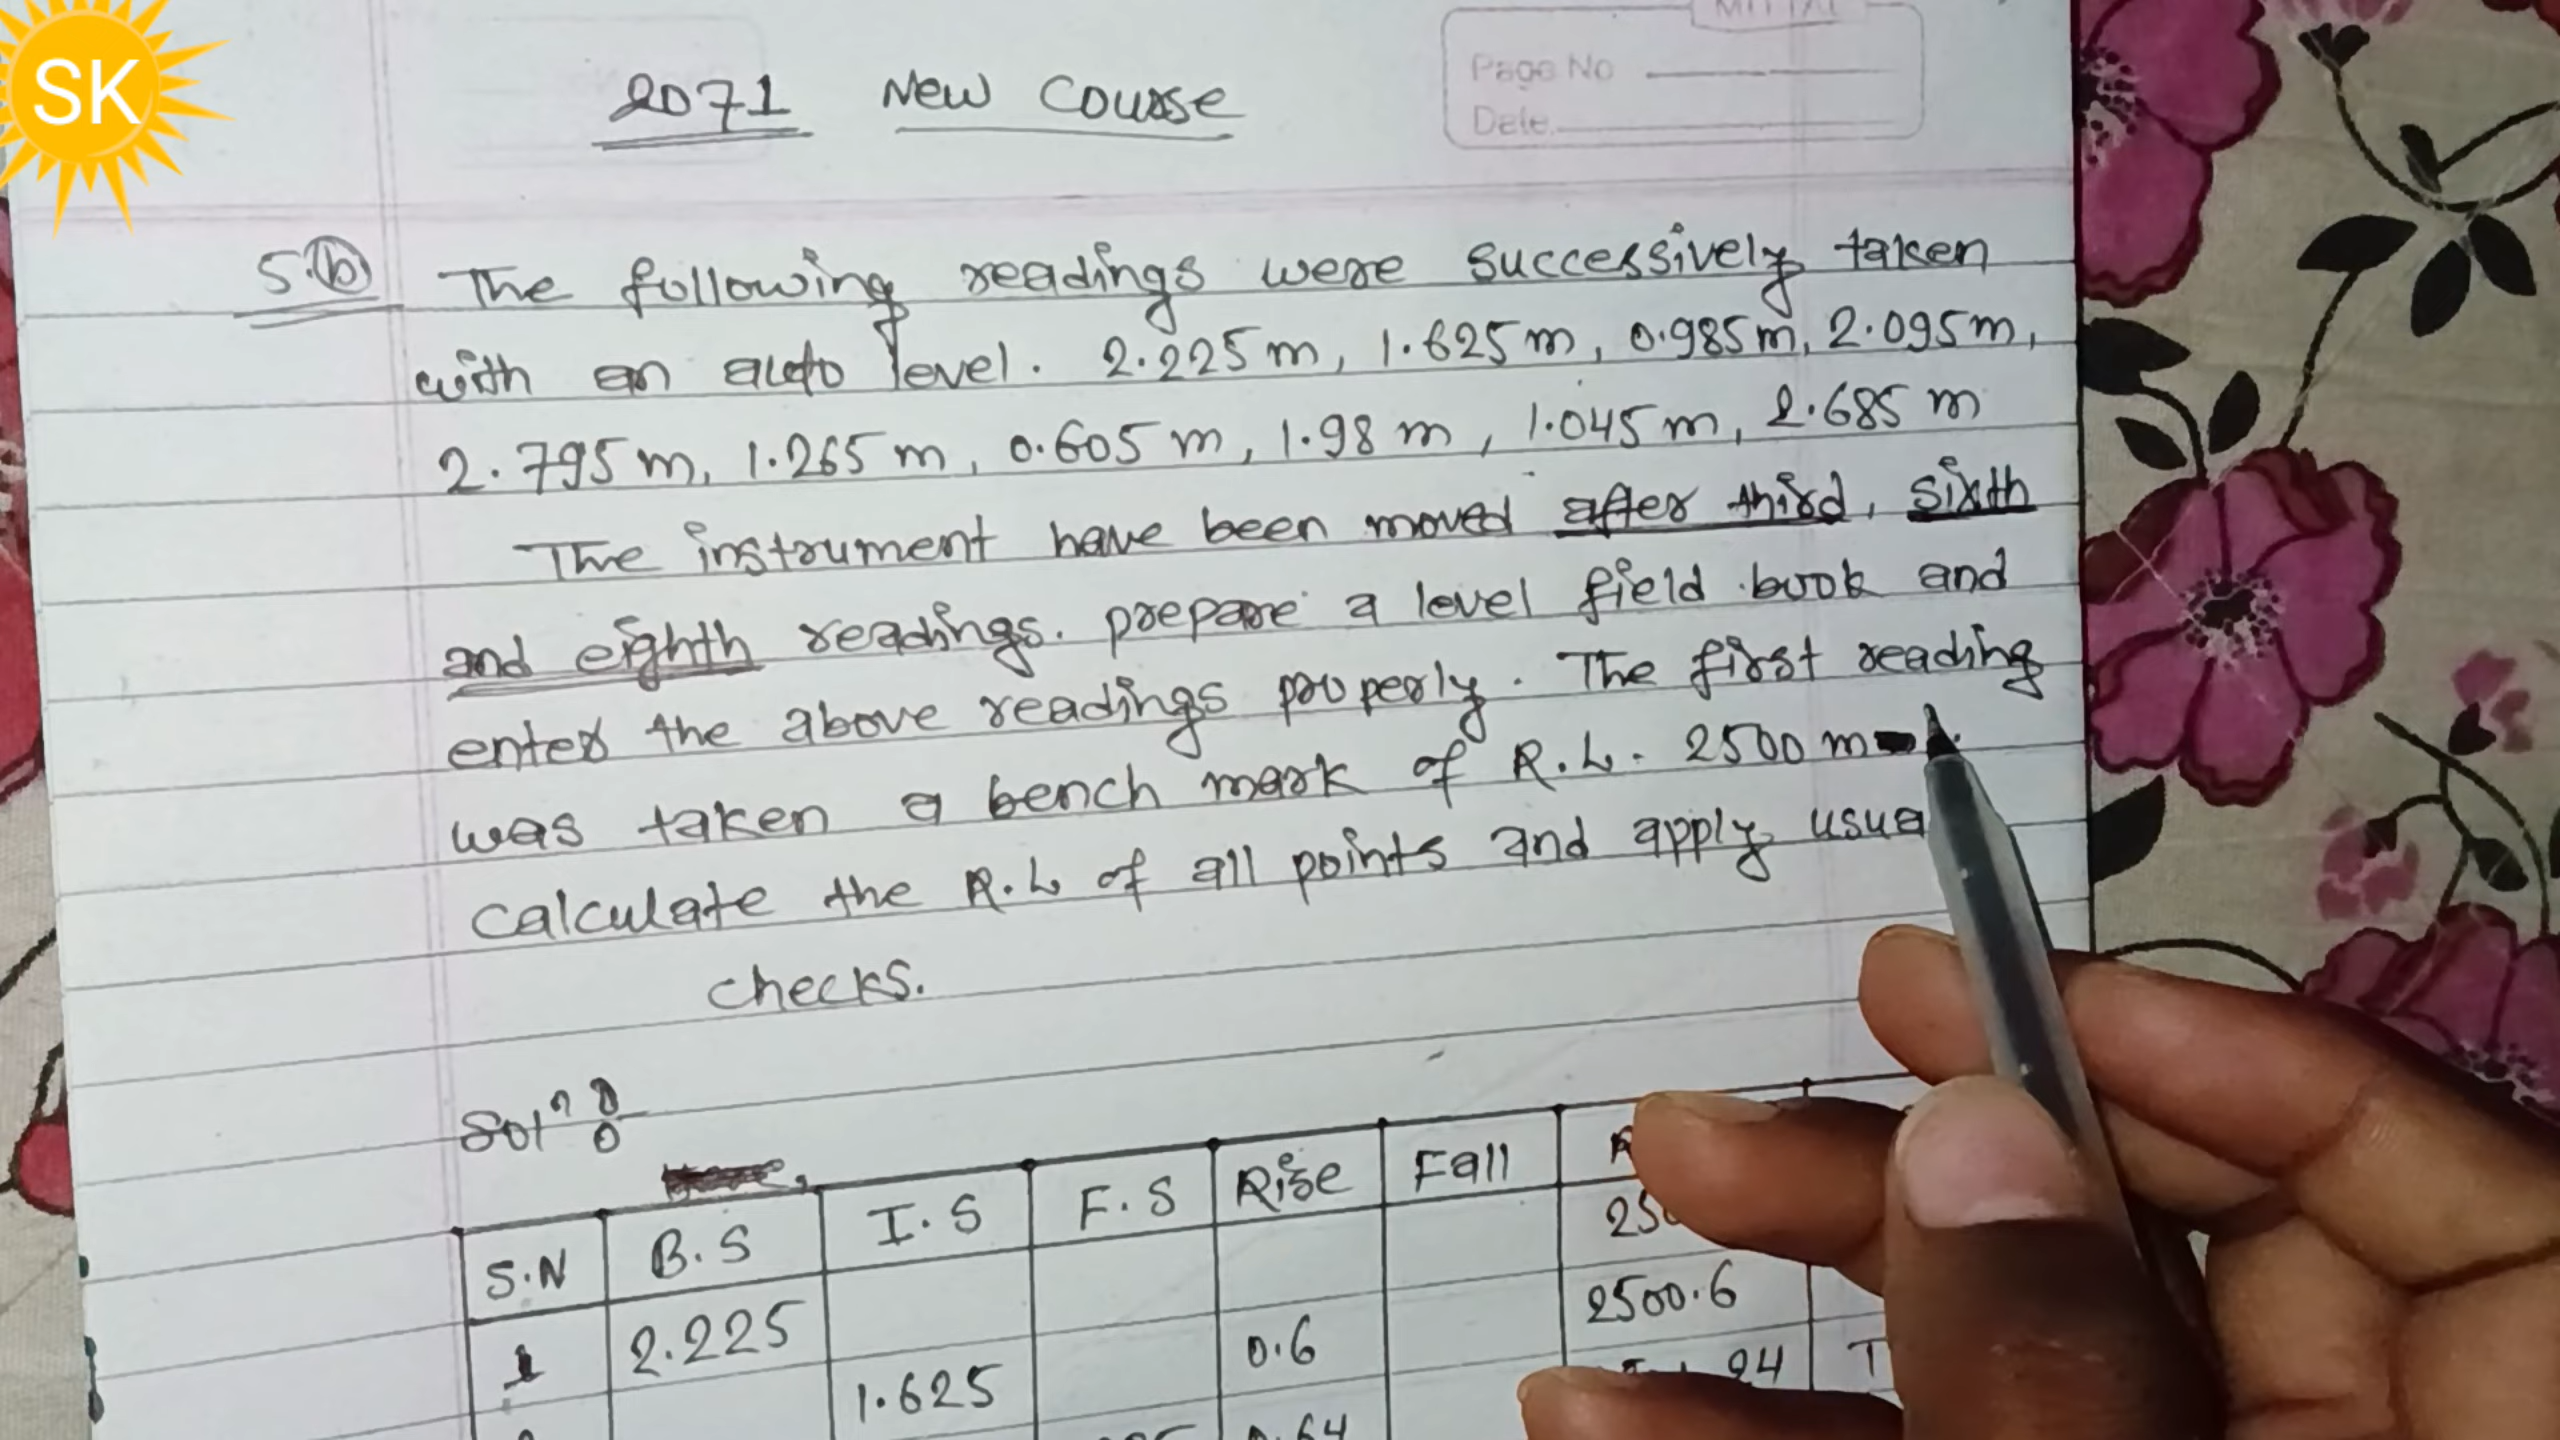 SK
2071 New Course
Page No
Date
5.(b) The following readings were successively taken
with an auto level. 2.225 m, 1.625 m, 0.985 m, 2.095 m,
2.795 m, 1.265 m, 0.605 m, 1.98 m, 1.045 m, 2.685 m
The instrument have been moved after third, sixth
and eighth readings. prepare a level field book and
enter the above readings properly. The first reading
was taken a bench mark of R.L. 2500 m
calculate the R.L of all points and apply usua
checks.
Solⁿ:
S.N B.S I.S F.S Rise Fall
1 2.225
1.625 0.6 2500.6
0.64